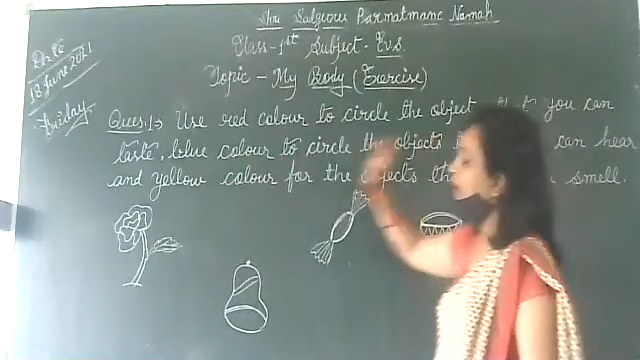 Shri Sadguru Parmatmane Namah
Date
18 June 2021
Friday
Class-1st Subject - E.v.s.
Topic - My Body (Exercise)
Ques.1 → Use red colour to circle the object you can
taste, blue colour to circle the objects can hear
and yellow colour for the objects smell.